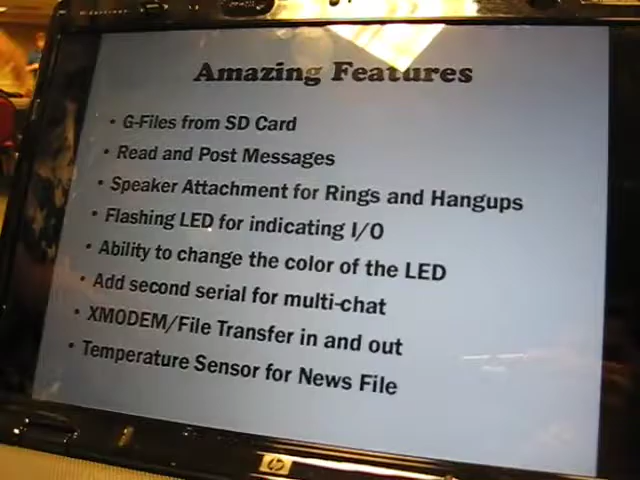 Amazing Features
• G-Files from SD Card
• Read and Post Messages
• Speaker Attachment for Rings and Hangups
• Flashing LED for indicating I/O
• Ability to change the color of the LED
• Add second serial for multi-chat
• XMODEM/File Transfer in and out
• Temperature Sensor for News File
hp